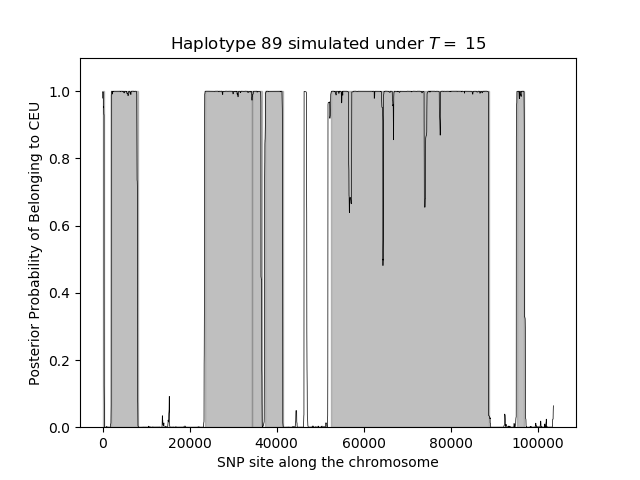 Haplotype 89 simulated under T = 15
Posterior Probability of Belonging to CEU
1.0
0.8
0.6
0.4
0.2
0.0
0 20000 40000 60000 80000 100000
SNP site along the chromosome